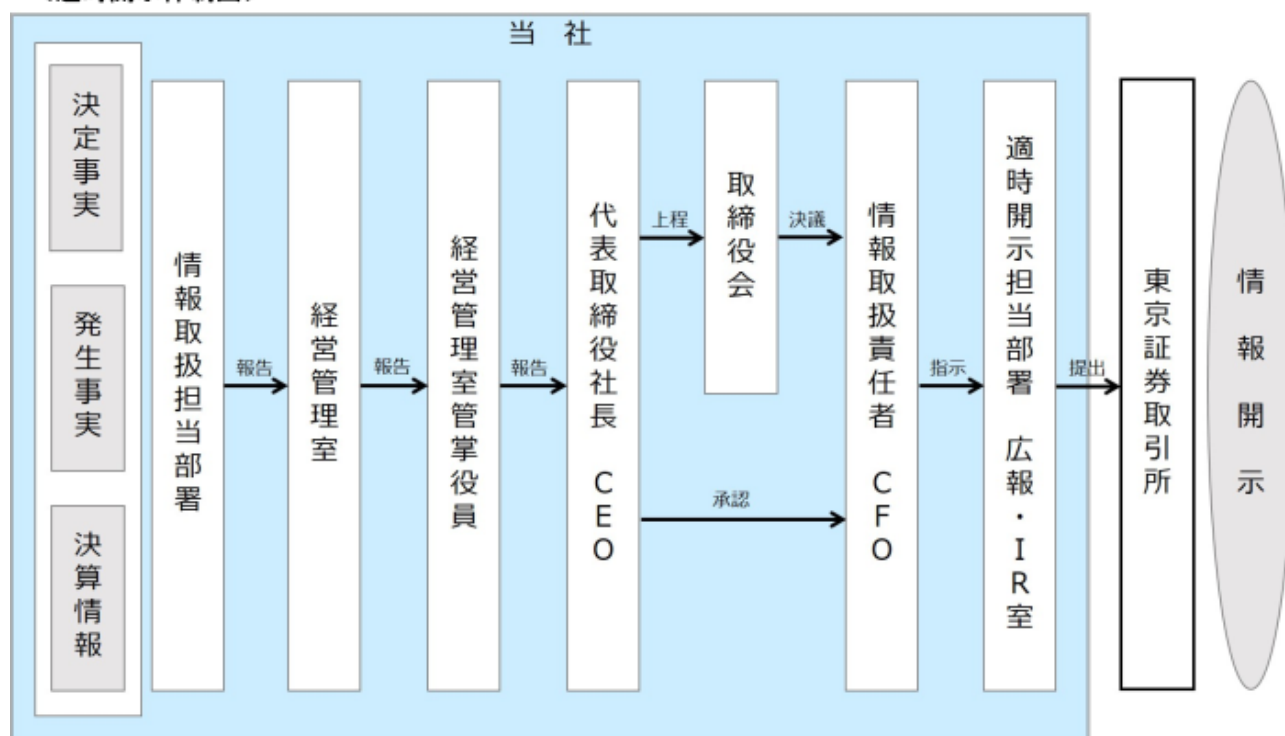 当 社
決定事実
発生事実
決算情報
情報取扱担当部署
報告
経営管理室
報告
経営管理室管掌役員
報告
代表取締役社長 CEO
上程
取締役会
決議
承認
情報取扱責任者 CFO
指示
適時開示担当部署 広報・IR室
提出
東京証券取引所
情報開示